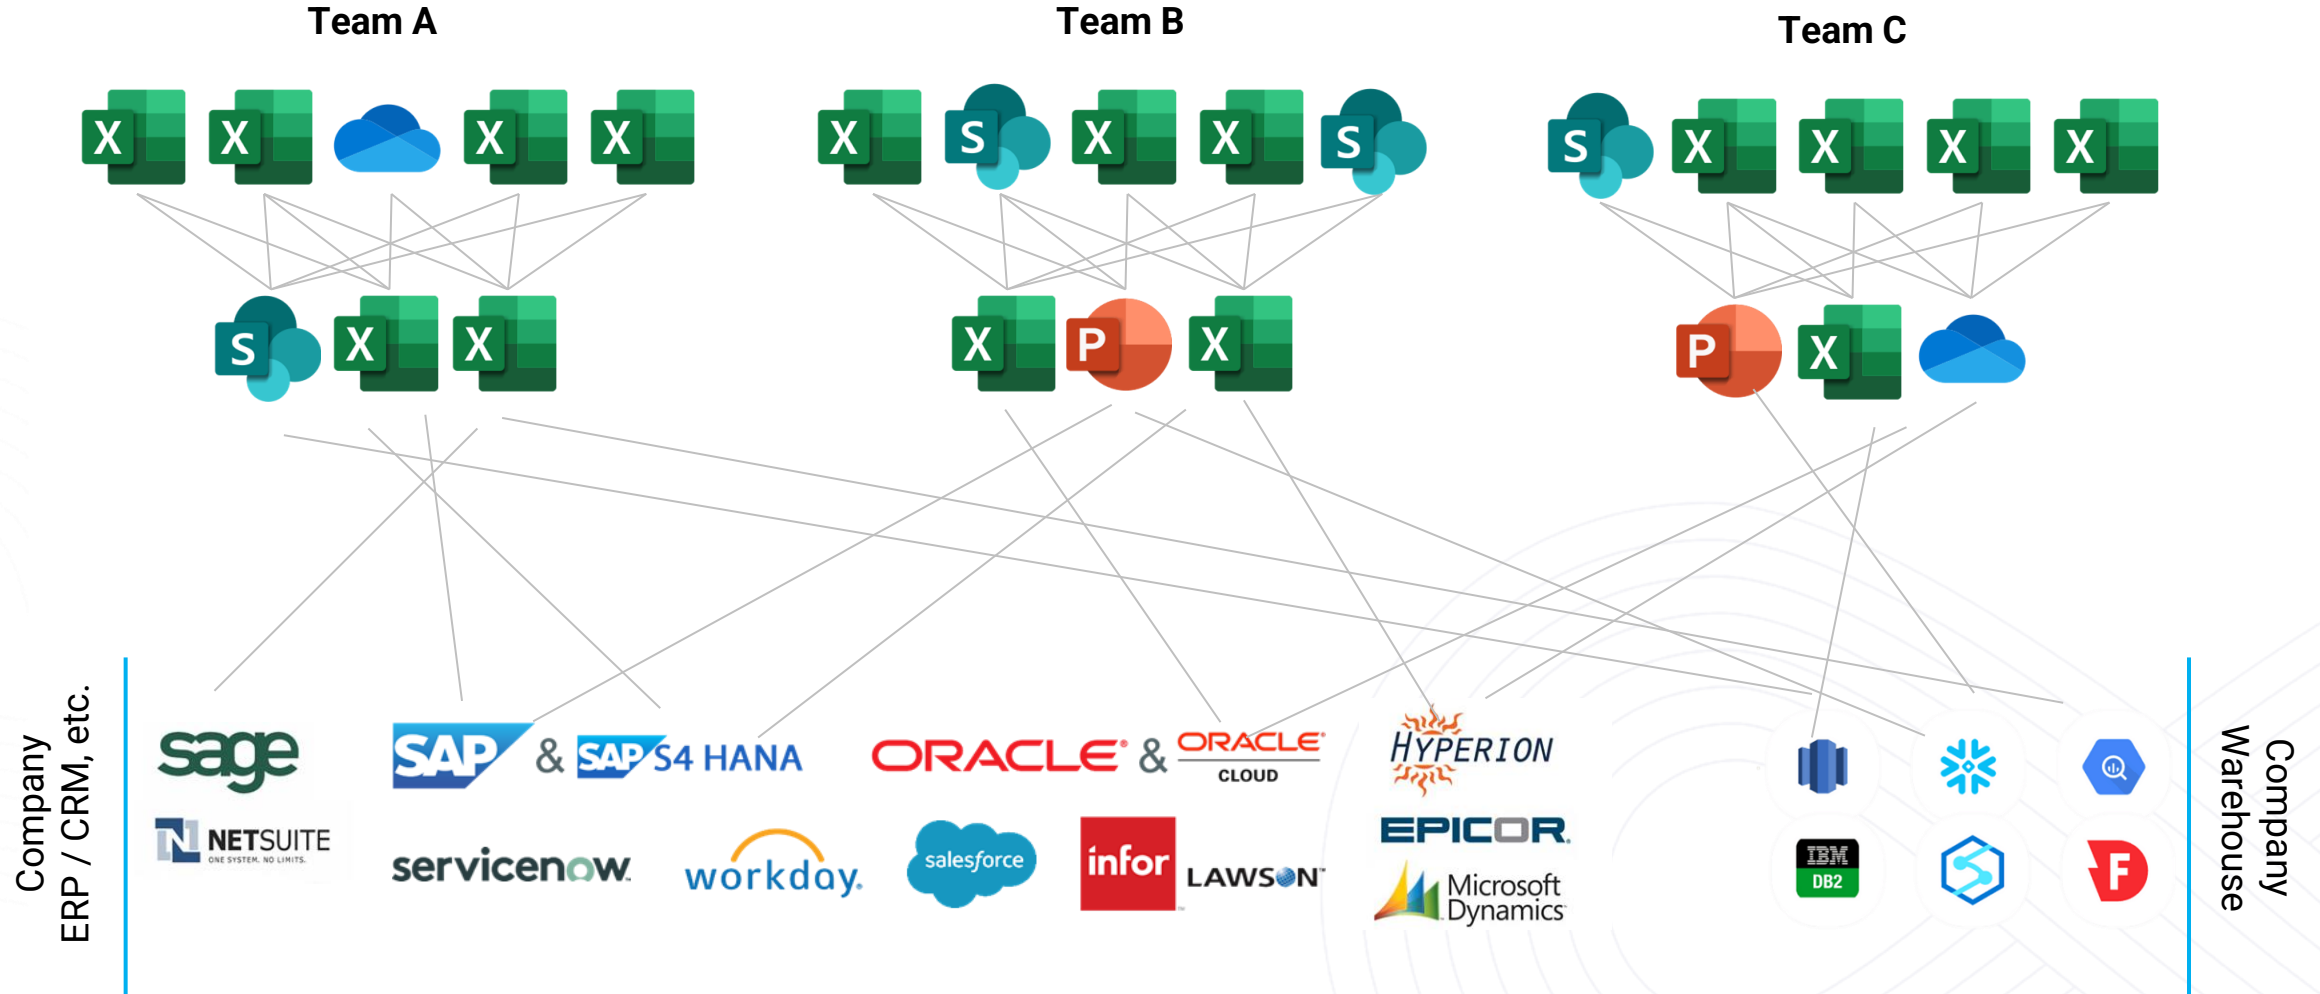 Team A
Team B
Team C
X X X X
X S X X S
S X X X X
S X X
X P X
P X
Company
ERP / CRM, etc.
sage
SAP & SAP S4 HANA
ORACLE® & ORACLE®
CLOUD
HYPERION
NETSUITE
ONE SYSTEM. NO LIMITS.
servicenow
workday.
salesforce
infor
LAWSON
EPICOR
Microsoft
Dynamics
IBM
DB2
F
Company
Warehouse